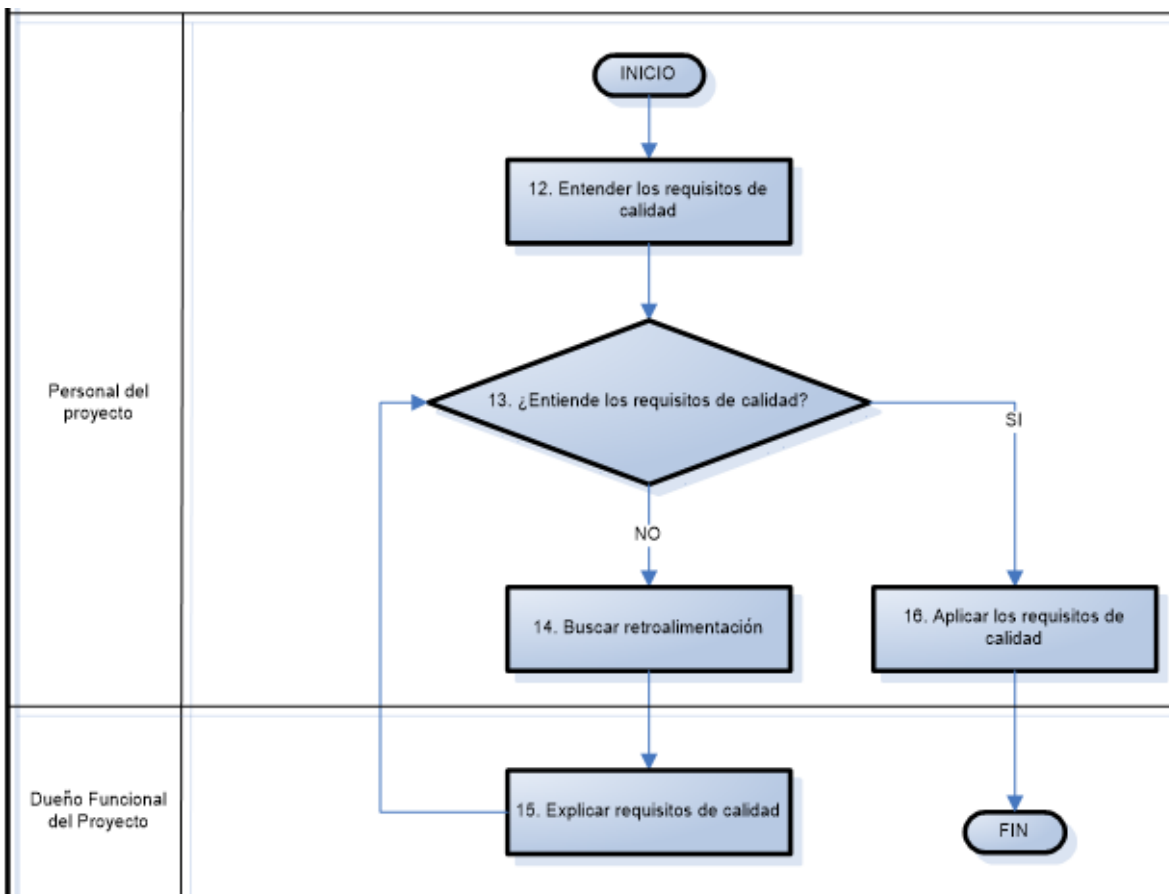 INICIO
12. Entender los requisitos de
calidad
Personal del
proyecto
13. ¿Entiende los requisitos de calidad?
SI
NO
14. Buscar retroalimentación
16. Aplicar los requisitos de
calidad
Dueño Funcional
del Proyecto
15. Explicar requisitos de calidad
FIN